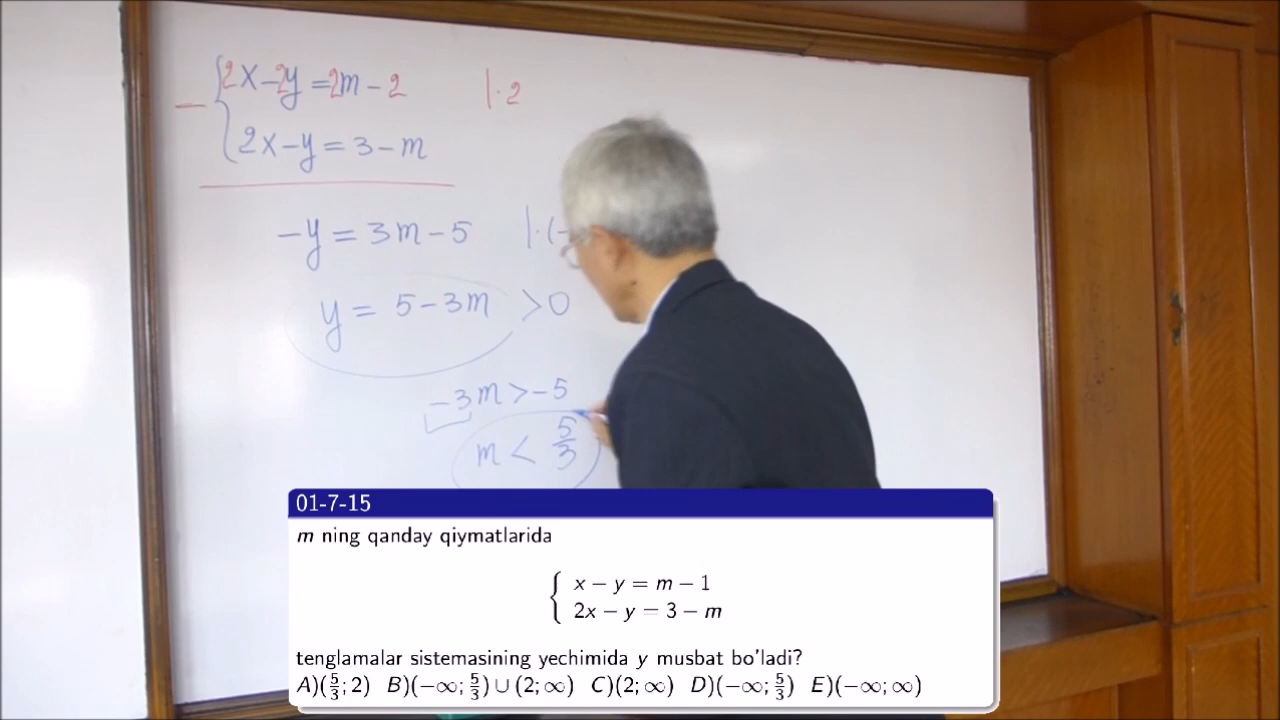 2x-2y = 2m - 2 | · 2
2x-y = 3 - m
-y = 3m - 5 | · (-
y = 5 - 3m > 0
-3m > -5
m < 5/3
01-7-15
m ning qanday qiymatlarida
x − y = m − 1
2x − y = 3 − m
tenglamalar sistemasining yechimida y musbat bo'ladi?
A)(5/3; 2) B)(−∞; 5/3) ∪ (2; ∞) C)(2; ∞) D)(−∞; 5/3) E)(−∞; ∞)